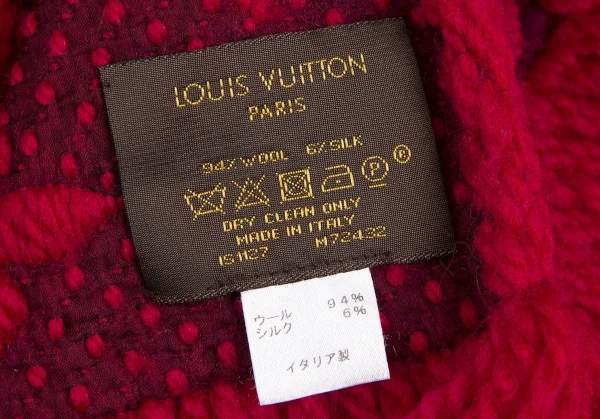 LOUIS VUITTON
PARIS
94% WOOL 6% SILK
P
R
DRY CLEAN ONLY
MADE IN ITALY
IS1127 M72432
ウール 94%
シルク 6%
イタリア製